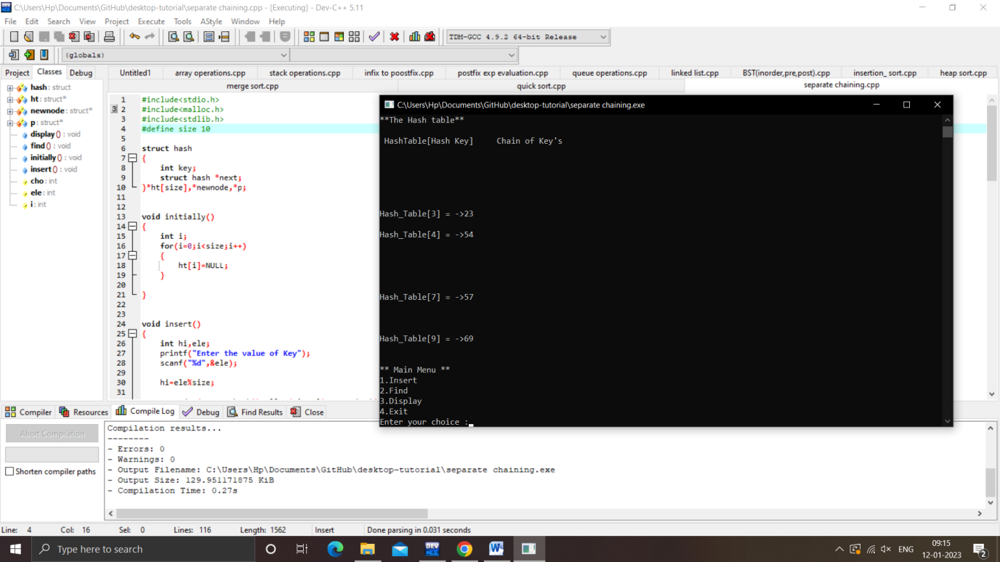 C:\Users\Hp\Documents\GitHub\desktop-tutorial\separate chaining.cpp - [Executing] - Dev-C++ 5.11
File Edit Search View Project Execute Tools AStyle Window Help
TDM-GCC 4.9.2 64-bit Release
(globals)
Project Classes Debug
Untitled1 array operations.cpp stack operations.cpp infix to poostfix.cpp postfix exp evaluation.cpp queue operations.cpp linked list.cpp BST(inorder,pre,post).cpp insertion_ sort.cpp heap sort.cpp
merge sort.cpp quick sort.cpp separate chaining.cpp
hash : struct
ht : struct*
newnode : struct*
p : struct*
display () : void
find () : void
initially () : void
insert () : void
cho : int
ele : int
i : int
1 #include<stdio.h>
3 2 #include<malloc.h>
3 #include<stdlib.h>
4 #define size 10
5
6 struct hash
7 {
8 int key;
9 struct hash *next;
10 }*ht[size],*newnode,*p;
11
12
13 void initially()
14 {
15 int i;
16 for(i=0;i<size;i++)
17 {
18 ht[i]=NULL;
19 }
20
21 }
22
23
24 void insert()
25 {
26 int hi,ele;
27 printf("Enter the value of Key");
28 scanf("%d",&ele);
29
30 hi=ele%size;
31
C:\Users\Hp\Documents\GitHub\desktop-tutorial\separate chaining.exe
**The Hash table**
HashTable[Hash Key] Chain of Key's
Hash_Table[3] = ->23
Hash_Table[4] = ->54
Hash_Table[7] = ->57
Hash_Table[9] = ->69
** Main Menu **
1.Insert
2.Find
3.Display
4.Exit
Enter your choice :
Compiler Resources Compile Log Debug Find Results Close
Abort Compilation
Shorten compiler paths
Compilation results...
--------
- Errors: 0
- Warnings: 0
- Output Filename: C:\Users\Hp\Documents\GitHub\desktop-tutorial\separate chaining.exe
- Output Size: 129.951171875 KiB
- Compilation Time: 0.27s
Line: 4 Col: 16 Sel: 0 Lines: 116 Length: 1562 Insert Done parsing in 0.031 seconds
Type here to search
DEV
C++
W
ENG
09:15
12-01-2023
2